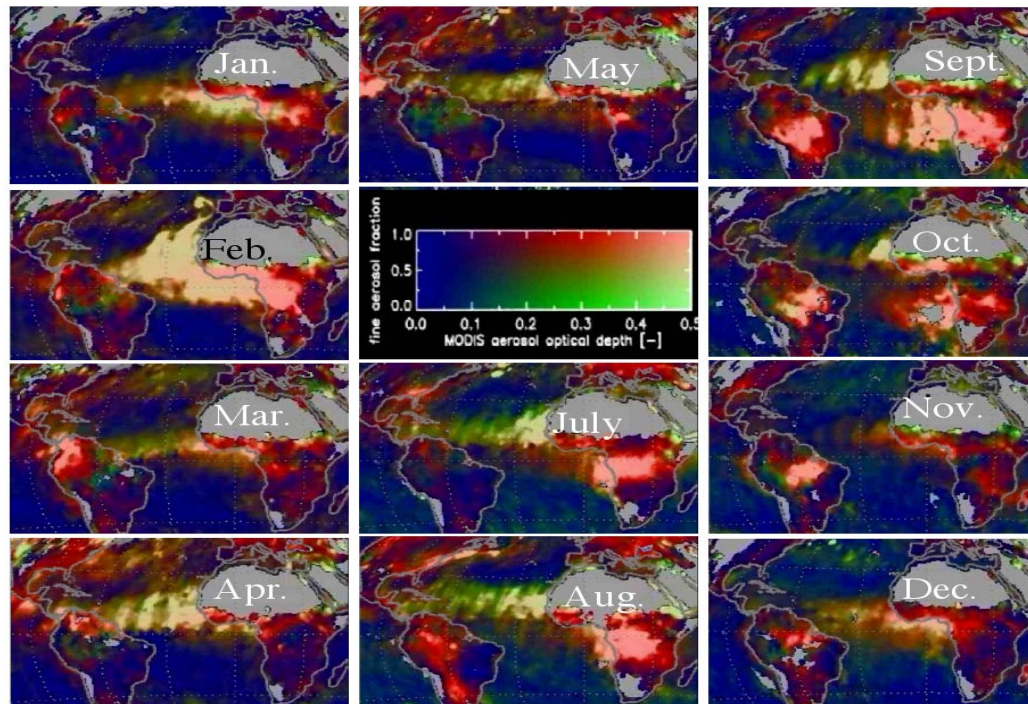 Jan.
May
Sept.
Feb.
fine aerosol fraction
1.0
0.5
0.0
0.0 0.1 0.2 0.3 0.4 0.5
MODIS aerosol optical depth [-]
Oct.
Mar.
July
Nov.
Apr.
Aug.
Dec.